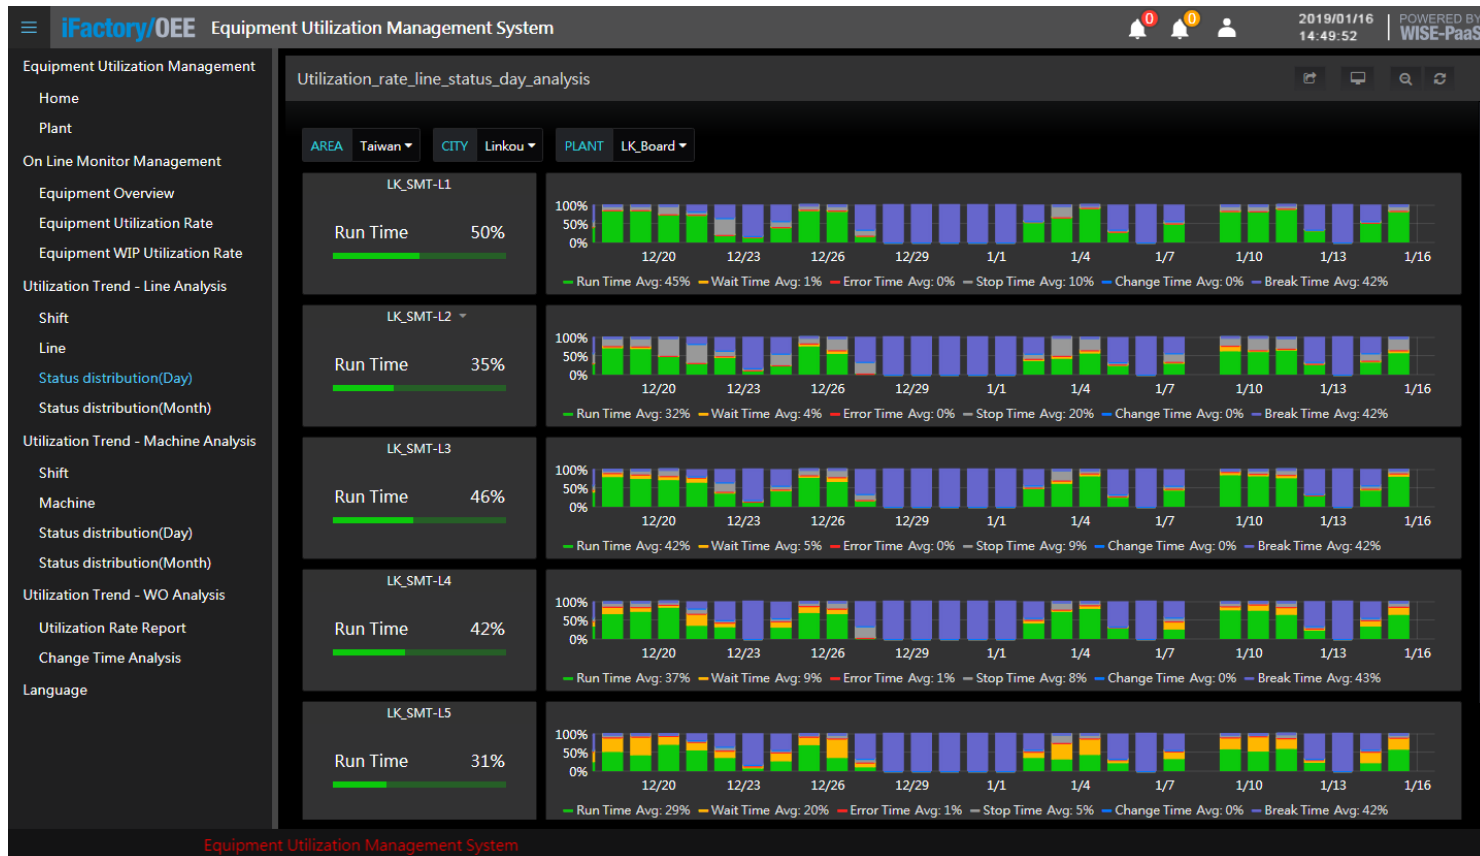 iFactory/OEE Equipment Utilization Management System 0 0 2019/01/16 14:49:52 POWERED BY WISE-PaaS
Equipment Utilization Management
Home
Plant
On Line Monitor Management
Equipment Overview
Equipment Utilization Rate
Equipment WIP Utilization Rate
Utilization Trend - Line Analysis
Shift
Line
Status distribution(Day)
Status distribution(Month)
Utilization Trend - Machine Analysis
Shift
Machine
Status distribution(Day)
Status distribution(Month)
Utilization Trend - WO Analysis
Utilization Rate Report
Change Time Analysis
Language
Utilization_rate_line_status_day_analysis
AREA Taiwan CITY Linkou PLANT LK_Board
LK_SMT-L1
Run Time 50%
100%
50%
0%
12/20 12/23 12/26 12/29 1/1 1/4 1/7 1/10 1/13 1/16
Run Time Avg: 45% Wait Time Avg: 1% Error Time Avg: 0% Stop Time Avg: 10% Change Time Avg: 0% Break Time Avg: 42%
LK_SMT-L2
Run Time 35%
100%
50%
0%
12/20 12/23 12/26 12/29 1/1 1/4 1/7 1/10 1/13 1/16
Run Time Avg: 32% Wait Time Avg: 4% Error Time Avg: 0% Stop Time Avg: 20% Change Time Avg: 0% Break Time Avg: 42%
LK_SMT-L3
Run Time 46%
100%
50%
0%
12/20 12/23 12/26 12/29 1/1 1/4 1/7 1/10 1/13 1/16
Run Time Avg: 42% Wait Time Avg: 5% Error Time Avg: 0% Stop Time Avg: 9% Change Time Avg: 0% Break Time Avg: 42%
LK_SMT-L4
Run Time 42%
100%
50%
0%
12/20 12/23 12/26 12/29 1/1 1/4 1/7 1/10 1/13 1/16
Run Time Avg: 37% Wait Time Avg: 9% Error Time Avg: 1% Stop Time Avg: 8% Change Time Avg: 0% Break Time Avg: 43%
LK_SMT-L5
Run Time 31%
100%
50%
0%
12/20 12/23 12/26 12/29 1/1 1/4 1/7 1/10 1/13 1/16
Run Time Avg: 29% Wait Time Avg: 20% Error Time Avg: 1% Stop Time Avg: 5% Change Time Avg: 0% Break Time Avg: 42%
Equipment Utilization Management System